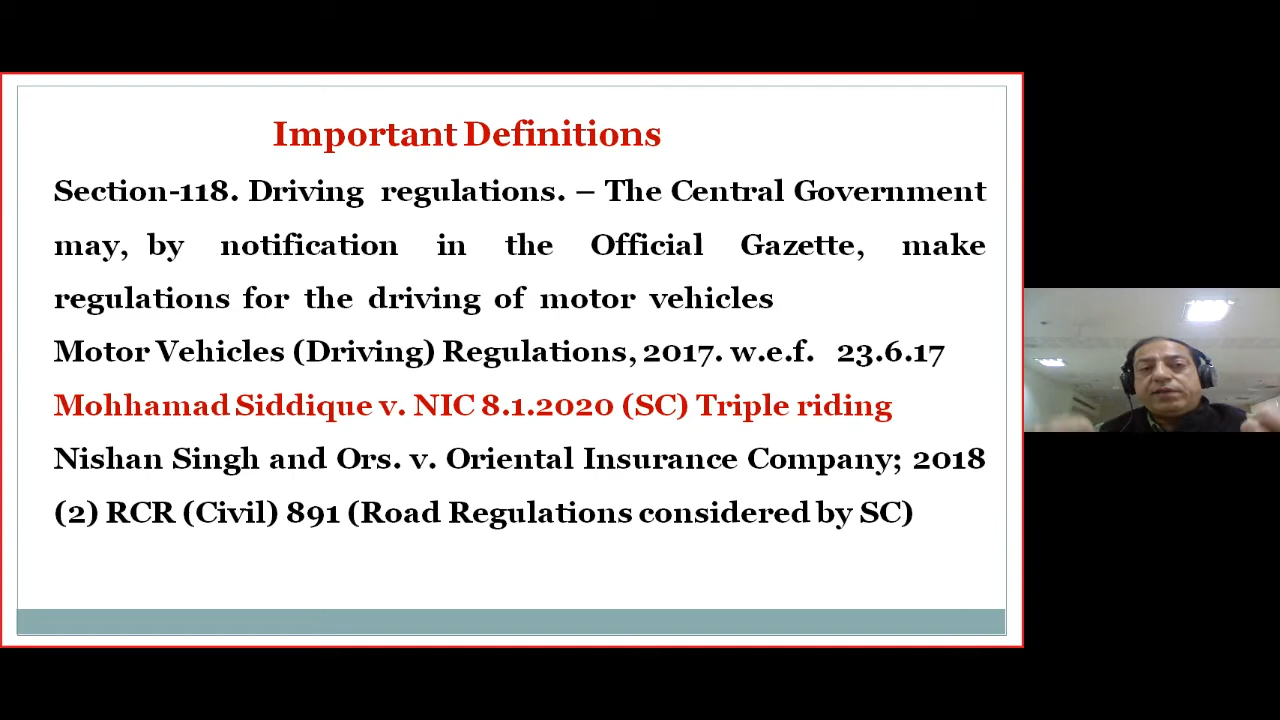 Important Definitions
Section-118. Driving regulations. – The Central Government
may, by notification in the Official Gazette, make
regulations for the driving of motor vehicles
Motor Vehicles (Driving) Regulations, 2017. w.e.f. 23.6.17
Mohhamad Siddique v. NIC 8.1.2020 (SC) Triple riding
Nishan Singh and Ors. v. Oriental Insurance Company; 2018
(2) RCR (Civil) 891 (Road Regulations considered by SC)